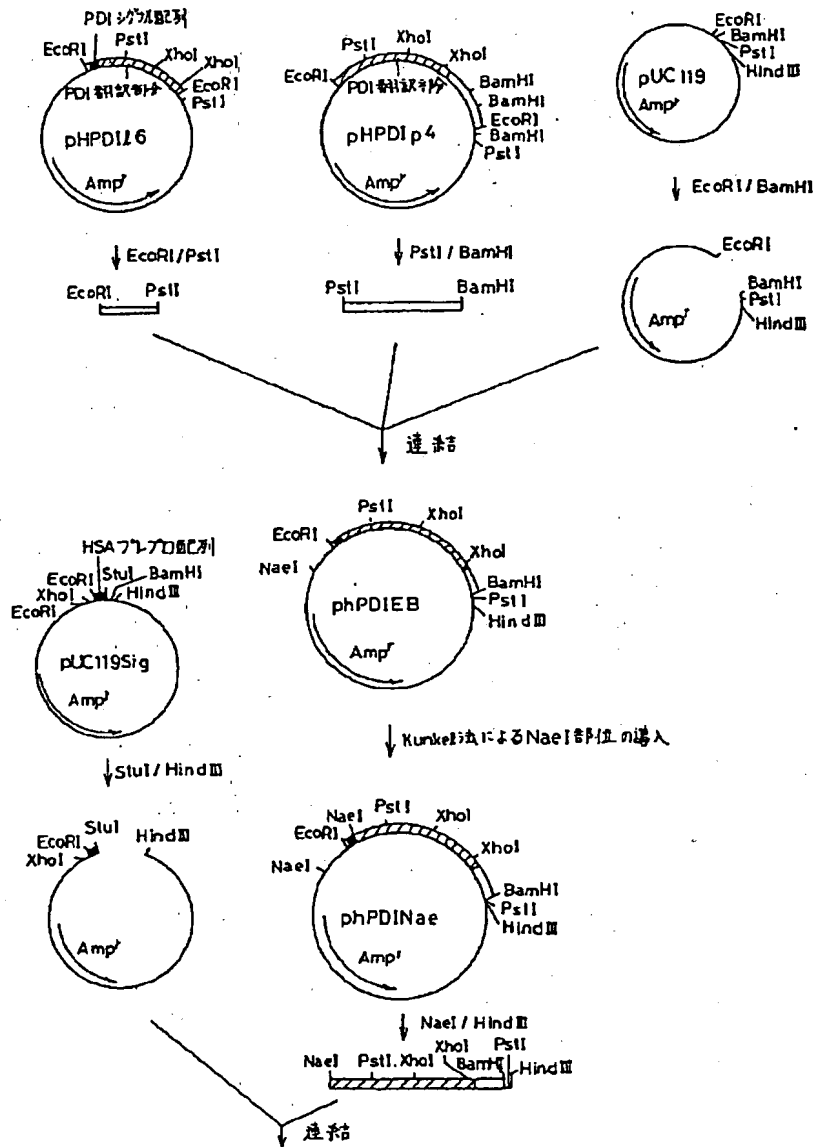 PDIシグナル配列
EcoRI
PstI
XhoI
XhoI
EcoRI
PstI
PDI翻訳部分
pHPDIℓ6
Ampʳ
EcoRI
PstI
XhoI
XhoI
BamHI
BamHI
EcoRI
BamHI
PstI
PDI翻訳部分
pHPDIp4
Ampʳ
EcoRI
BamHI
PstI
HindⅢ
pUC119
Ampʳ
EcoRI/PstI
PstI/BamHI
EcoRI/BamHI
EcoRI
PstI
PstI
BamHI
EcoRI
BamHI
PstI
HindⅢ
Ampʳ
連結
HSAプレプロ配列
EcoRI
StuI
BamHI
XhoI
HindⅢ
EcoRI
pUC119Sig
Ampʳ
PstI
EcoRI
XhoI
NaeI
XhoI
BamHI
PstI
HindⅢ
phPDIEB
Ampʳ
StuI/HindⅢ
Kunkel法によるNaeI部位の導入
StuI
EcoRI
HindⅢ
XhoI
Ampʳ
PstI
NaeI
EcoRI
XhoI
NaeI
XhoI
BamHI
PstI
HindⅢ
phPDINae
Ampʳ
NaeI/HindⅢ
NaeI
PstI
XhoI
XhoI
BamHI
PstI
HindⅢ
連結